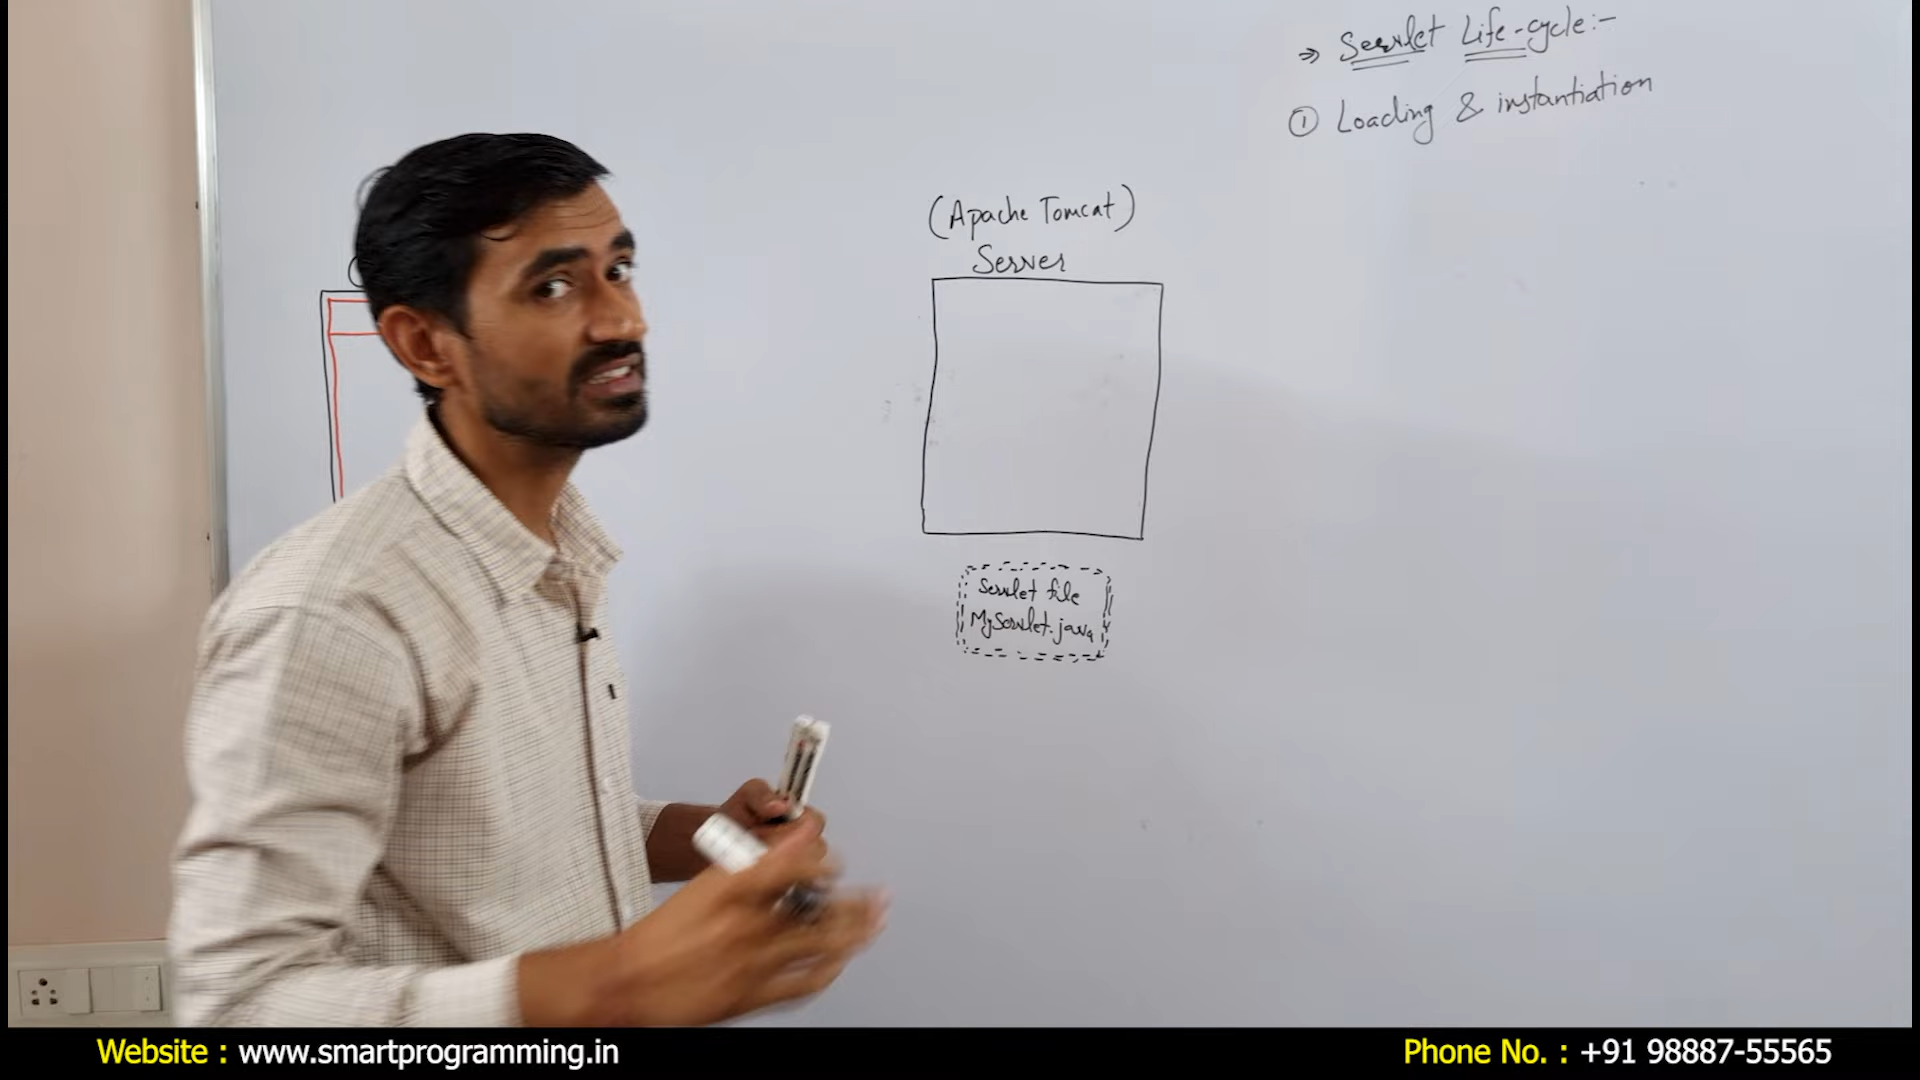 ⇒ Servlet Life-cycle:-
① Loading & instantiation
(Apache Tomcat)
Server
Servlet file
MyServlet.java
Website : www.smartprogramming.in
Phone No. : +91 98887-55565